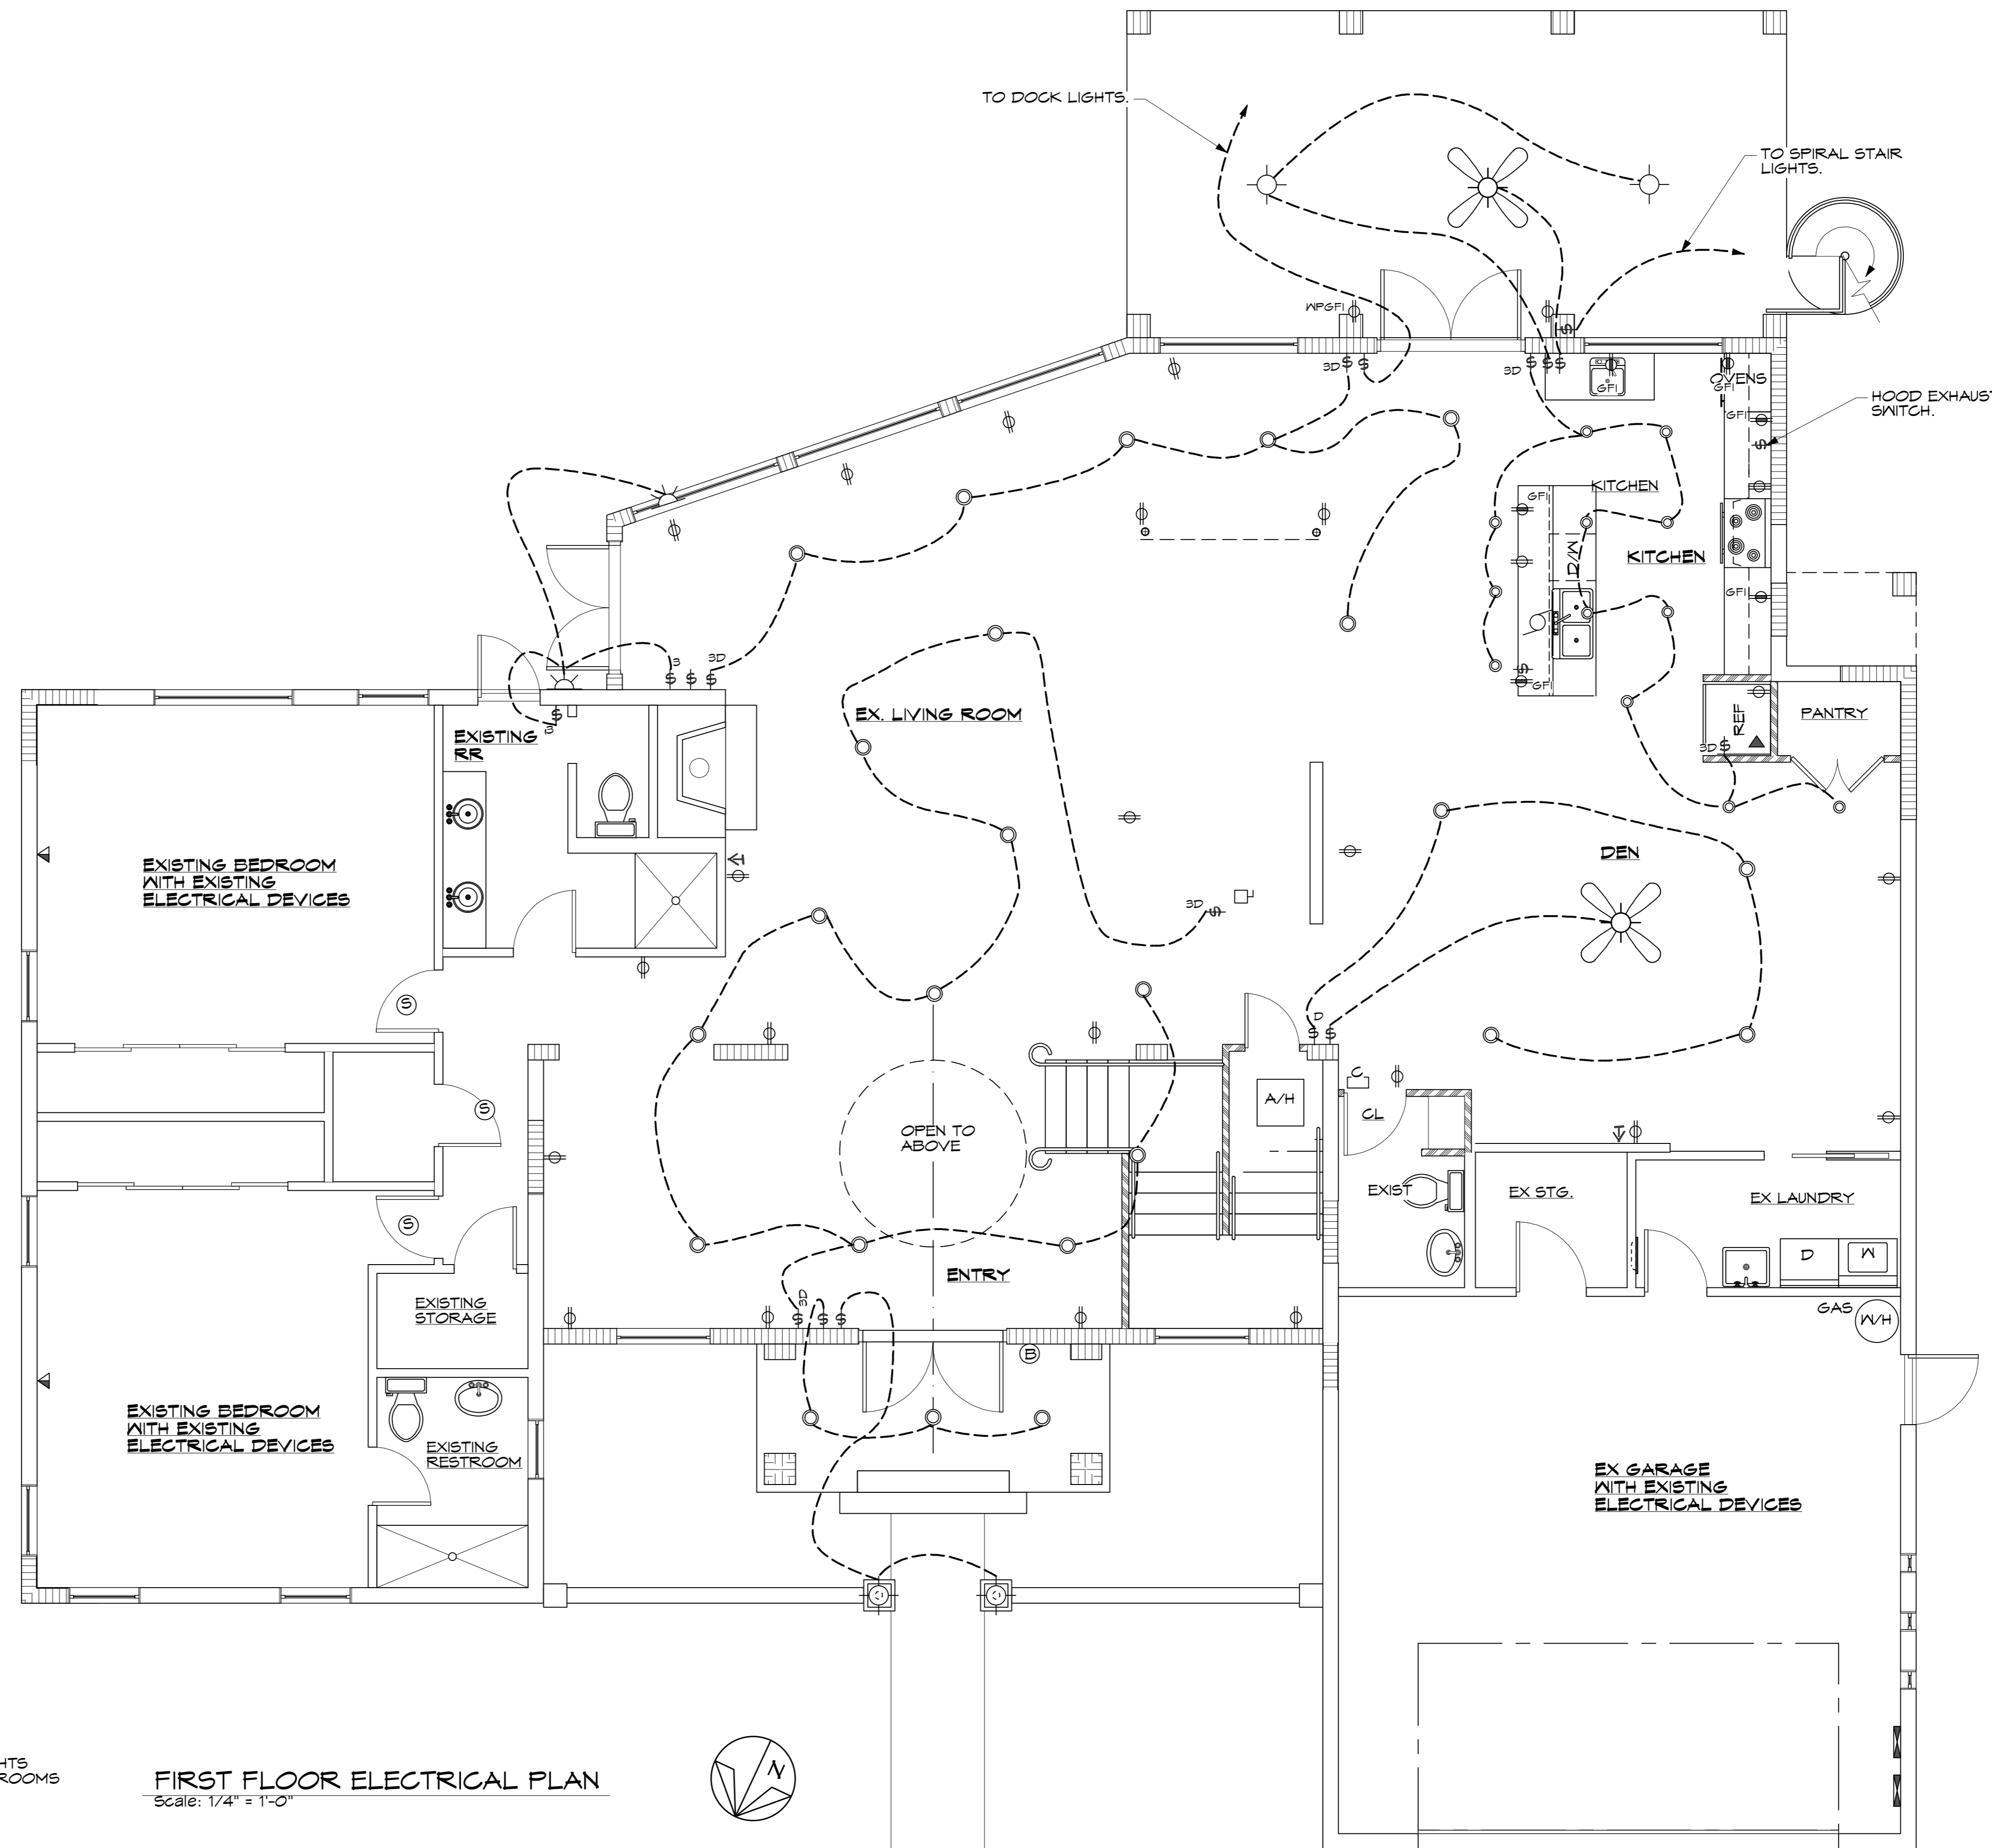 TO DOCK LIGHTS.
TO SPIRAL STAIR
LIGHTS.
WPGFI
3D
S
S
3D
S
S
S
S
GFI
OVENS
GFI
HOOD EXHAUST
SWITCH.
GFI
S
KITCHEN
GFI
D/W
KITCHEN
GFI
S
GFI
3
S
S
3D
S
S
3
EX. LIVING ROOM
EXISTING
RR
REF
PANTRY
3D
S
EXISTING BEDROOM
WITH EXISTING
ELECTRICAL DEVICES
DEN
3D
S
S
D
S
S
S
C
A/H
CL
OPEN TO
ABOVE
EXIST
EX STG.
EX LAUNDRY
S
D
W
ENTRY
3D
S
S
S
EXISTING
STORAGE
GAS
W/H
B
EXISTING BEDROOM
WITH EXISTING
ELECTRICAL DEVICES
EXISTING
RESTROOM
EX GARAGE
WITH EXISTING
ELECTRICAL DEVICES
HTS
ROOMS
FIRST FLOOR ELECTRICAL PLAN
Scale: 1/4" = 1'-0"
N